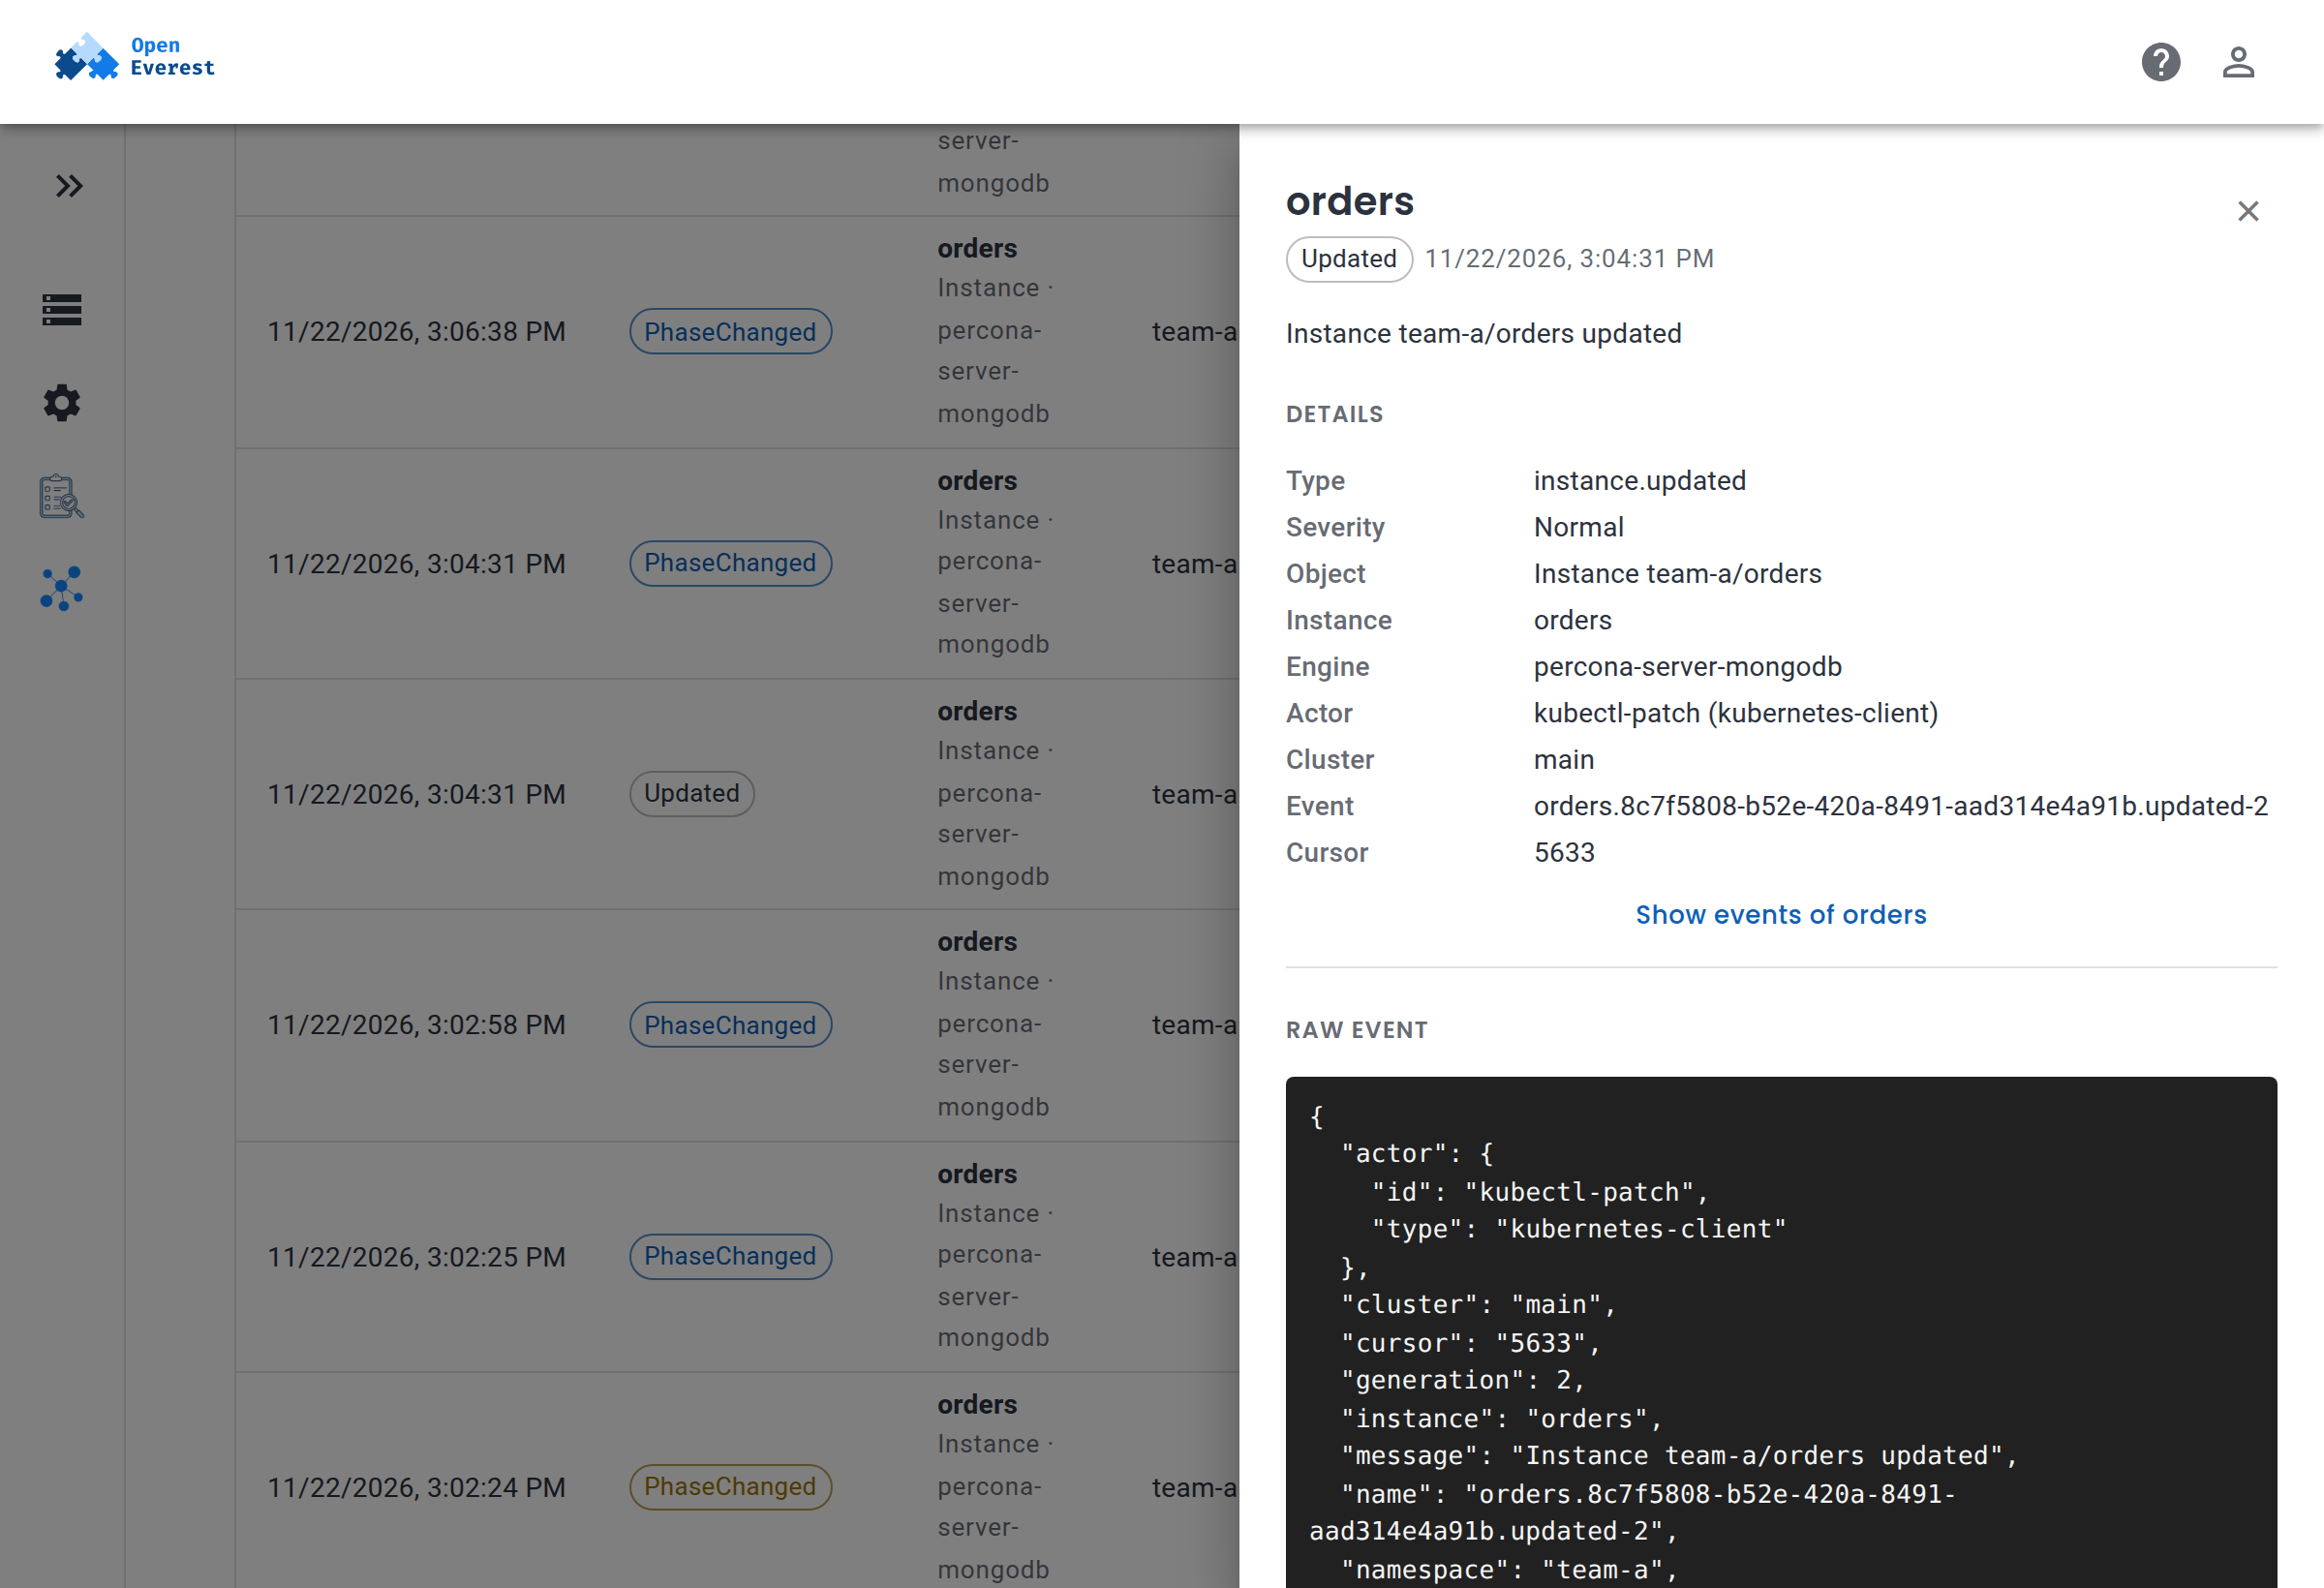 Open
Everest
server-
mongodb
orders
Instance ·
11/22/2026, 3:06:38 PM
PhaseChanged
percona-
team-a
server-
mongodb
orders
Instance ·
11/22/2026, 3:04:31 PM
PhaseChanged
percona-
team-a
server-
mongodb
orders
Instance ·
11/22/2026, 3:04:31 PM
Updated
percona-
team-a
server-
mongodb
orders
Instance ·
11/22/2026, 3:02:58 PM
PhaseChanged
percona-
team-a
server-
mongodb
orders
Instance ·
11/22/2026, 3:02:25 PM
PhaseChanged
percona-
team-a
server-
mongodb
orders
Instance ·
11/22/2026, 3:02:24 PM
PhaseChanged
percona-
team-a
server-
mongodb
orders
Updated 11/22/2026, 3:04:31 PM
Instance team-a/orders updated
DETAILS
Type instance.updated
Severity Normal
Object Instance team-a/orders
Instance orders
Engine percona-server-mongodb
Actor kubectl-patch (kubernetes-client)
Cluster main
Event orders.8c7f5808-b52e-420a-8491-aad314e4a91b.updated-2
Cursor 5633
Show events of orders
RAW EVENT
{
"actor": {
"id": "kubectl-patch",
"type": "kubernetes-client"
},
"cluster": "main",
"cursor": "5633",
"generation": 2,
"instance": "orders",
"message": "Instance team-a/orders updated",
"name": "orders.8c7f5808-b52e-420a-8491-
aad314e4a91b.updated-2",
"namespace": "team-a",